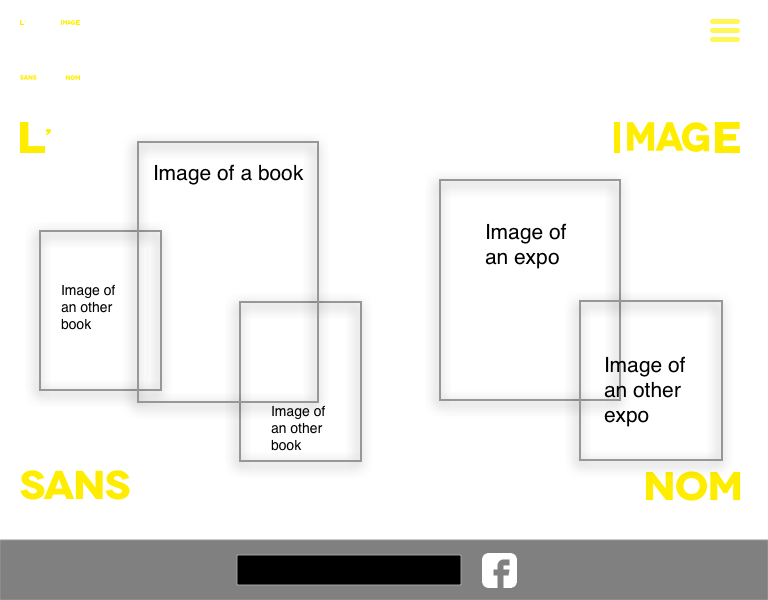 L' IMAGE
SANS NOM
L' IMAGE
Image of a book
Image of
an expo
Image of
an other
book
Image of
an other
expo
Image of
an other
book
SANS NOM